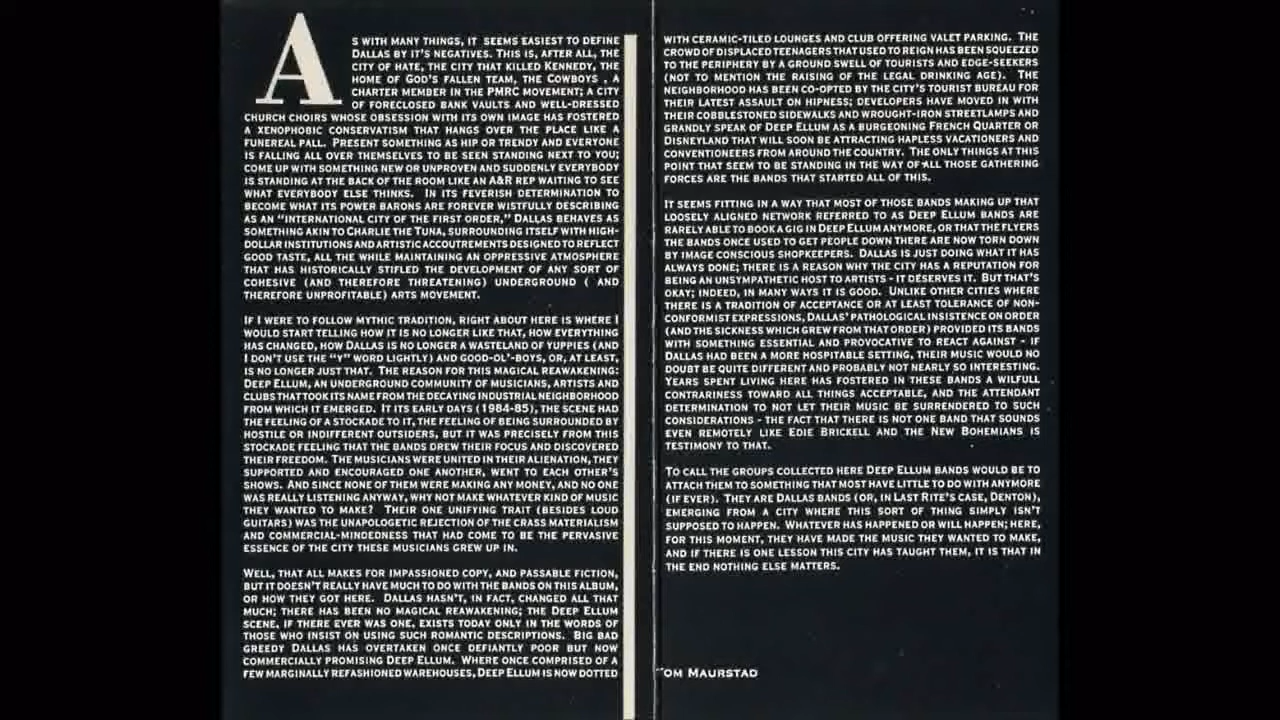 AS WITH MANY THINGS, IT SEEMS EASIEST TO DEFINE
DALLAS BY IT'S NEGATIVES. THIS IS, AFTER ALL, THE
CITY OF HATE, THE CITY THAT KILLED KENNEDY, THE
HOME OF GOD'S FALLEN TEAM, THE COWBOYS , A
CHARTER MEMBER IN THE PMRC MOVEMENT; A CITY
OF FORECLOSED BANK VAULTS AND WELL-DRESSED
CHURCH CHOIRS WHOSE OBSESSION WITH ITS OWN IMAGE HAS FOSTERED
A XENOPHOBIC CONSERVATISM THAT HANGS OVER THE PLACE LIKE A
FUNEREAL PALL. PRESENT SOMETHING AS HIP OR TRENDY AND EVERYONE
IS FALLING ALL OVER THEMSELVES TO BE SEEN STANDING NEXT TO YOU;
COME UP WITH SOMETHING NEW OR UNPROVEN AND SUDDENLY EVERYBODY
IS STANDING AT THE BACK OF THE ROOM LIKE AN A&R REP WAITING TO SEE
WHAT EVERYBODY ELSE THINKS. IN ITS FEVERISH DETERMINATION TO
BECOME WHAT ITS POWER BARONS ARE FOREVER WISTFULLY DESCRIBING
AS AN "INTERNATIONAL CITY OF THE FIRST ORDER," DALLAS BEHAVES AS
SOMETHING AKIN TO CHARLIE THE TUNA, SURROUNDING ITSELF WITH HIGH-
DOLLAR INSTITUTIONS AND ARTISTIC ACCOUTREMENTS DESIGNED TO REFLECT
GOOD TASTE, ALL THE WHILE MAINTAINING AN OPPRESSIVE ATMOSPHERE
THAT HAS HISTORICALLY STIFLED THE DEVELOPMENT OF ANY SORT OF
COHESIVE (AND THEREFORE THREATENING) UNDERGROUND ( AND
THEREFORE UNPROFITABLE) ARTS MOVEMENT.
IF I WERE TO FOLLOW MYTHIC TRADITION, RIGHT ABOUT HERE IS WHERE I
WOULD START TELLING HOW IT IS NO LONGER LIKE THAT, HOW EVERYTHING
HAS CHANGED, HOW DALLAS IS NO LONGER A WASTELAND OF YUPPIES (AND
I DON'T USE THE "Y" WORD LIGHTLY) AND GOOD-OL'-BOYS, OR, AT LEAST,
IS NO LONGER JUST THAT. THE REASON FOR THIS MAGICAL REAWAKENING:
DEEP ELLUM, AN UNDERGROUND COMMUNITY OF MUSICIANS, ARTISTS AND
CLUBS THAT TOOK ITS NAME FROM THE DECAYING INDUSTRIAL NEIGHBORHOOD
FROM WHICH IT EMERGED. IT ITS EARLY DAYS (1984-85), THE SCENE HAD
THE FEELING OF A STOCKADE TO IT, THE FEELING OF BEING SURROUNDED BY
HOSTILE OR INDIFFERENT OUTSIDERS, BUT IT WAS PRECISELY FROM THIS
STOCKADE FEELING THAT THE BANDS DREW THEIR FOCUS AND DISCOVERED
THEIR FREEDOM. THE MUSICIANS WERE UNITED IN THEIR ALIENATION, THEY
SUPPORTED AND ENCOURAGED ONE ANOTHER, WENT TO EACH OTHER'S
SHOWS. AND SINCE NONE OF THEM WERE MAKING ANY MONEY, AND NO ONE
WAS REALLY LISTENING ANYWAY, WHY NOT MAKE WHATEVER KIND OF MUSIC
THEY WANTED TO MAKE? THEIR ONE UNIFYING TRAIT (BESIDES LOUD
GUITARS) WAS THE UNAPOLOGETIC REJECTION OF THE CRASS MATERIALISM
AND COMMERCIAL-MINDEDNESS THAT HAD COME TO BE THE PERVASIVE
ESSENCE OF THE CITY THESE MUSICIANS GREW UP IN.
WELL, THAT ALL MAKES FOR IMPASSIONED COPY, AND PASSABLE FICTION,
BUT IT DOESN'T REALLY HAVE MUCH TO DO WITH THE BANDS ON THIS ALBUM,
OR HOW THEY GOT HERE. DALLAS HASN'T, IN FACT, CHANGED ALL THAT
MUCH; THERE HAS BEEN NO MAGICAL REAWAKENING; THE DEEP ELLUM
SCENE, IF THERE EVER WAS ONE, EXISTS TODAY ONLY IN THE WORDS OF
THOSE WHO INSIST ON USING SUCH ROMANTIC DESCRIPTIONS. BIG BAD
GREEDY DALLAS HAS OVERTAKEN ONCE DEFIANTLY POOR BUT NOW
COMMERCIALLY PROMISING DEEP ELLUM. WHERE ONCE COMPRISED OF A
FEW MARGINALLY REFASHIONED WAREHOUSES, DEEP ELLUM IS NOW DOTTED
WITH CERAMIC-TILED LOUNGES AND CLUB OFFERING VALET PARKING. THE
CROWD OF DISPLACED TEENAGERS THAT USED TO REIGN HAS BEEN SQUEEZED
TO THE PERIPHERY BY A GROUND SWELL OF TOURISTS AND EDGE-SEEKERS
(NOT TO MENTION THE RAISING OF THE LEGAL DRINKING AGE). THE
NEIGHBORHOOD HAS BEEN CO-OPTED BY THE CITY'S TOURIST BUREAU FOR
THEIR LATEST ASSAULT ON HIPNESS; DEVELOPERS HAVE MOVED IN WITH
THEIR COBBLESTONED SIDEWALKS AND WROUGHT-IRON STREETLAMPS AND
GRANDLY SPEAK OF DEEP ELLUM AS A BURGEONING FRENCH QUARTER OR
DISNEYLAND THAT WILL SOON BE ATTRACTING HAPLESS VACATIONERS AND
CONVENTIONEERS FROM AROUND THE COUNTRY. THE ONLY THINGS AT THIS
POINT THAT SEEM TO BE STANDING IN THE WAY OF ALL THOSE GATHERING
FORCES ARE THE BANDS THAT STARTED ALL OF THIS.
IT SEEMS FITTING IN A WAY THAT MOST OF THOSE BANDS MAKING UP THAT
LOOSELY ALIGNED NETWORK REFERRED TO AS DEEP ELLUM BANDS ARE
RARELY ABLE TO BOOK A GIG IN DEEP ELLUM ANYMORE, OR THAT THE FLYERS
THE BANDS ONCE USED TO GET PEOPLE DOWN THERE ARE NOW TORN DOWN
BY IMAGE CONSCIOUS SHOPKEEPERS. DALLAS IS JUST DOING WHAT IT HAS
ALWAYS DONE; THERE IS A REASON WHY THE CITY HAS A REPUTATION FOR
BEING AN UNSYMPATHETIC HOST TO ARTISTS - IT DESERVES IT. BUT THAT'S
OKAY; INDEED, IN MANY WAYS IT IS GOOD. UNLIKE OTHER CITIES WHERE
THERE IS A TRADITION OF ACCEPTANCE OR AT LEAST TOLERANCE OF NON-
CONFORMIST EXPRESSIONS, DALLAS' PATHOLOGICAL INSISTENCE ON ORDER
(AND THE SICKNESS WHICH GREW FROM THAT ORDER) PROVIDED ITS BANDS
WITH SOMETHING ESSENTIAL AND PROVOCATIVE TO REACT AGAINST - IF
DALLAS HAD BEEN A MORE HOSPITABLE SETTING, THEIR MUSIC WOULD NO
DOUBT BE QUITE DIFFERENT AND PROBABLY NOT NEARLY SO INTERESTING.
YEARS SPENT LIVING HERE HAS FOSTERED IN THESE BANDS A WILFULL
CONTRARINESS TOWARD ALL THINGS ACCEPTABLE, AND THE ATTENDANT
DETERMINATION TO NOT LET THEIR MUSIC BE SURRENDERED TO SUCH
CONSIDERATIONS - THE FACT THAT THERE IS NOT ONE BAND THAT SOUNDS
EVEN REMOTELY LIKE EDIE BRICKELL AND THE NEW BOHEMIANS IS
TESTIMONY TO THAT.
TO CALL THE GROUPS COLLECTED HERE DEEP ELLUM BANDS WOULD BE TO
ATTACH THEM TO SOMETHING THAT MOST HAVE LITTLE TO DO WITH ANYMORE
(IF EVER). THEY ARE DALLAS BANDS (OR, IN LAST RITE'S CASE, DENTON),
EMERGING FROM A CITY WHERE THIS SORT OF THING SIMPLY ISN'T
SUPPOSED TO HAPPEN. WHATEVER HAS HAPPENED OR WILL HAPPEN; HERE,
FOR THIS MOMENT, THEY HAVE MADE THE MUSIC THEY WANTED TO MAKE,
AND IF THERE IS ONE LESSON THIS CITY HAS TAUGHT THEM, IT IS THAT IN
THE END NOTHING ELSE MATTERS.
TOM MAURSTAD